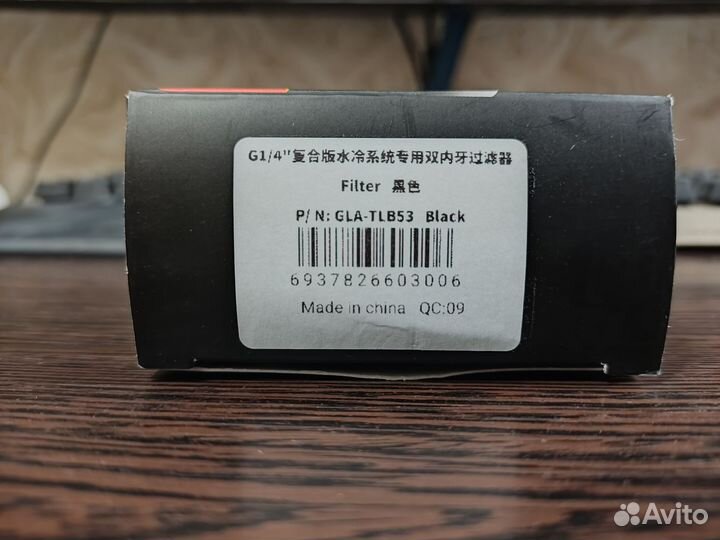 G1/4"复合版水冷系统专用双内牙过滤器
Filter 黑色
P/N: GLA-TLB53 Black
6937826603006
Made in china QC:09
Avito